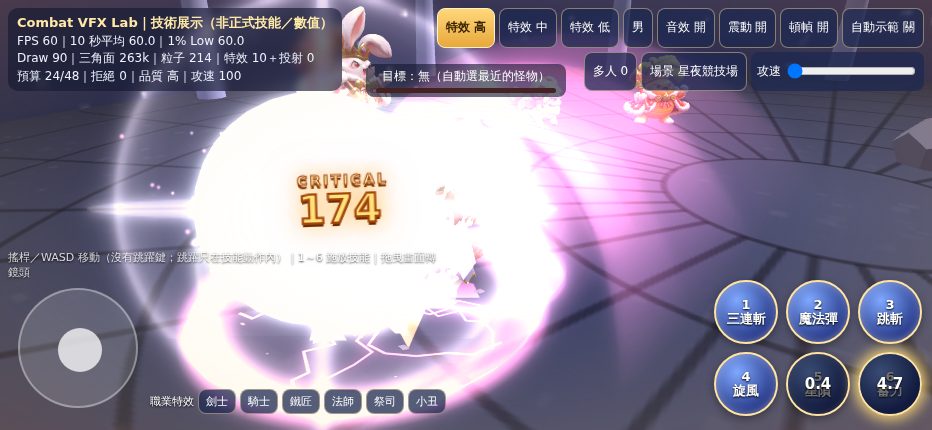 Combat VFX Lab｜技術展示（非正式技能／數值）
FPS 60｜10 秒平均 60.0｜1% Low 60.0
Draw 90｜三角面 263k｜粒子 214｜特效 10＋投射 0
預算 24/48｜拒絕 0｜品質 高｜攻速 100
特效 高
特效 中
特效 低
男
音效 開
震動 開
頓幀 開
自動示範 關
多人 0
場景 星夜競技場
攻速
目標：無（自動選最近的怪物）
CRITICAL
174
搖桿／WASD 移動（沒有跳躍鍵；跳躍只在技能動作內）｜1～6 施放技能｜拖曳畫面轉
鏡頭
1
三連斬
2
魔法彈
3
跳斬
4
旋風
5
0.4
星隕
6
4.7
蓄力
職業特效
劍士
騎士
鐵匠
法師
祭司
小丑